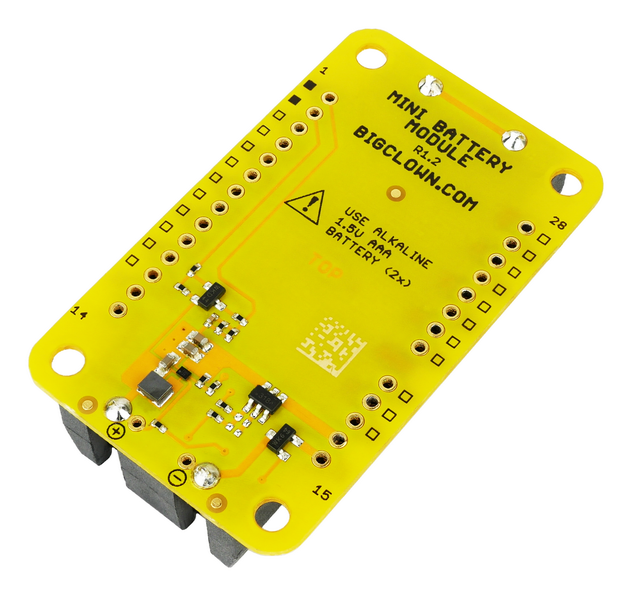 1
MINI BATTERY
MODULE
R1.2
BIGCLOWN.COM
28
USE ALKALINE
1.5V AAA
BATTERY (2x)
TOP
14
+
−
15